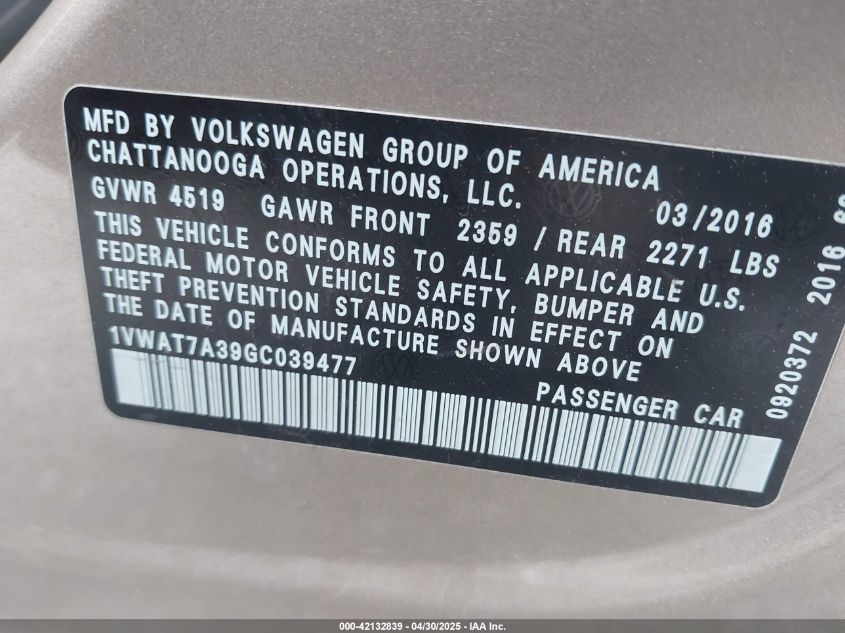 MFD BY VOLKSWAGEN GROUP OF AMERICA
CHATTANOOGA OPERATIONS, LLC.
03/2016
GVWR 4519 GAWR FRONT 2359 / REAR 2271 LBS
THIS VEHICLE CONFORMS TO ALL APPLICABLE U.S.
FEDERAL MOTOR VEHICLE SAFETY, BUMPER AND
THEFT PREVENTION STANDARDS IN EFFECT ON
THE DATE OF MANUFACTURE SHOWN ABOVE
1VWAT7A39GC039477
PASSENGER CAR
0920372 2016
000-42132839 - 04/30/2025 - IAA Inc.